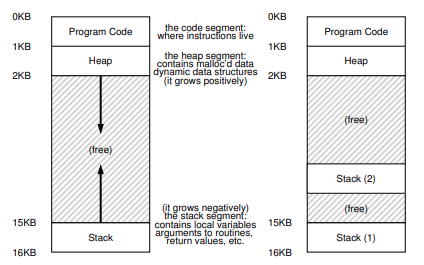 0KB
Program Code
the code segment:
where instructions live
1KB
Heap
the heap segment:
contains malloc'd data
dynamic data structures
(it grows positively)
2KB
(free)
(it grows negatively)
the stack segment:
contains local variables
arguments to routines,
return values, etc.
15KB
Stack
16KB
0KB
Program Code
1KB
Heap
2KB
(free)
Stack (2)
(free)
15KB
Stack (1)
16KB